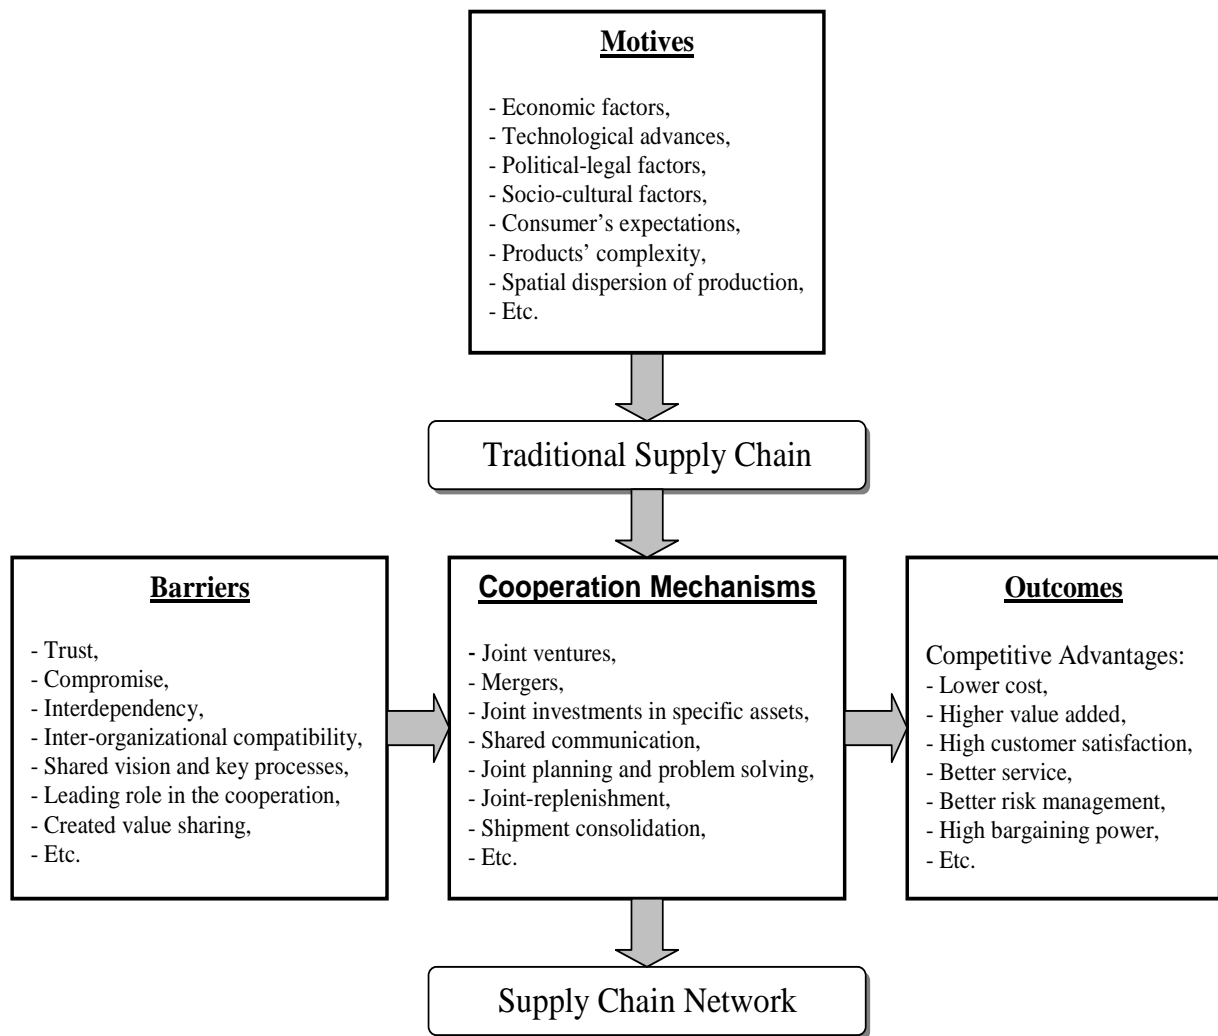 Motives
- Economic factors,
- Technological advances,
- Political-legal factors,
- Socio-cultural factors,
- Consumer’s expectations,
- Products’ complexity,
- Spatial dispersion of production,
- Etc.
Traditional Supply Chain
Barriers
- Trust,
- Compromise,
- Interdependency,
- Inter-organizational compatibility,
- Shared vision and key processes,
- Leading role in the cooperation,
- Created value sharing,
- Etc.
Cooperation Mechanisms
- Joint ventures,
- Mergers,
- Joint investments in specific assets,
- Shared communication,
- Joint planning and problem solving,
- Joint-replenishment,
- Shipment consolidation,
- Etc.
Outcomes
Competitive Advantages:
- Lower cost,
- Higher value added,
- High customer satisfaction,
- Better service,
- Better risk management,
- High bargaining power,
- Etc.
Supply Chain Network